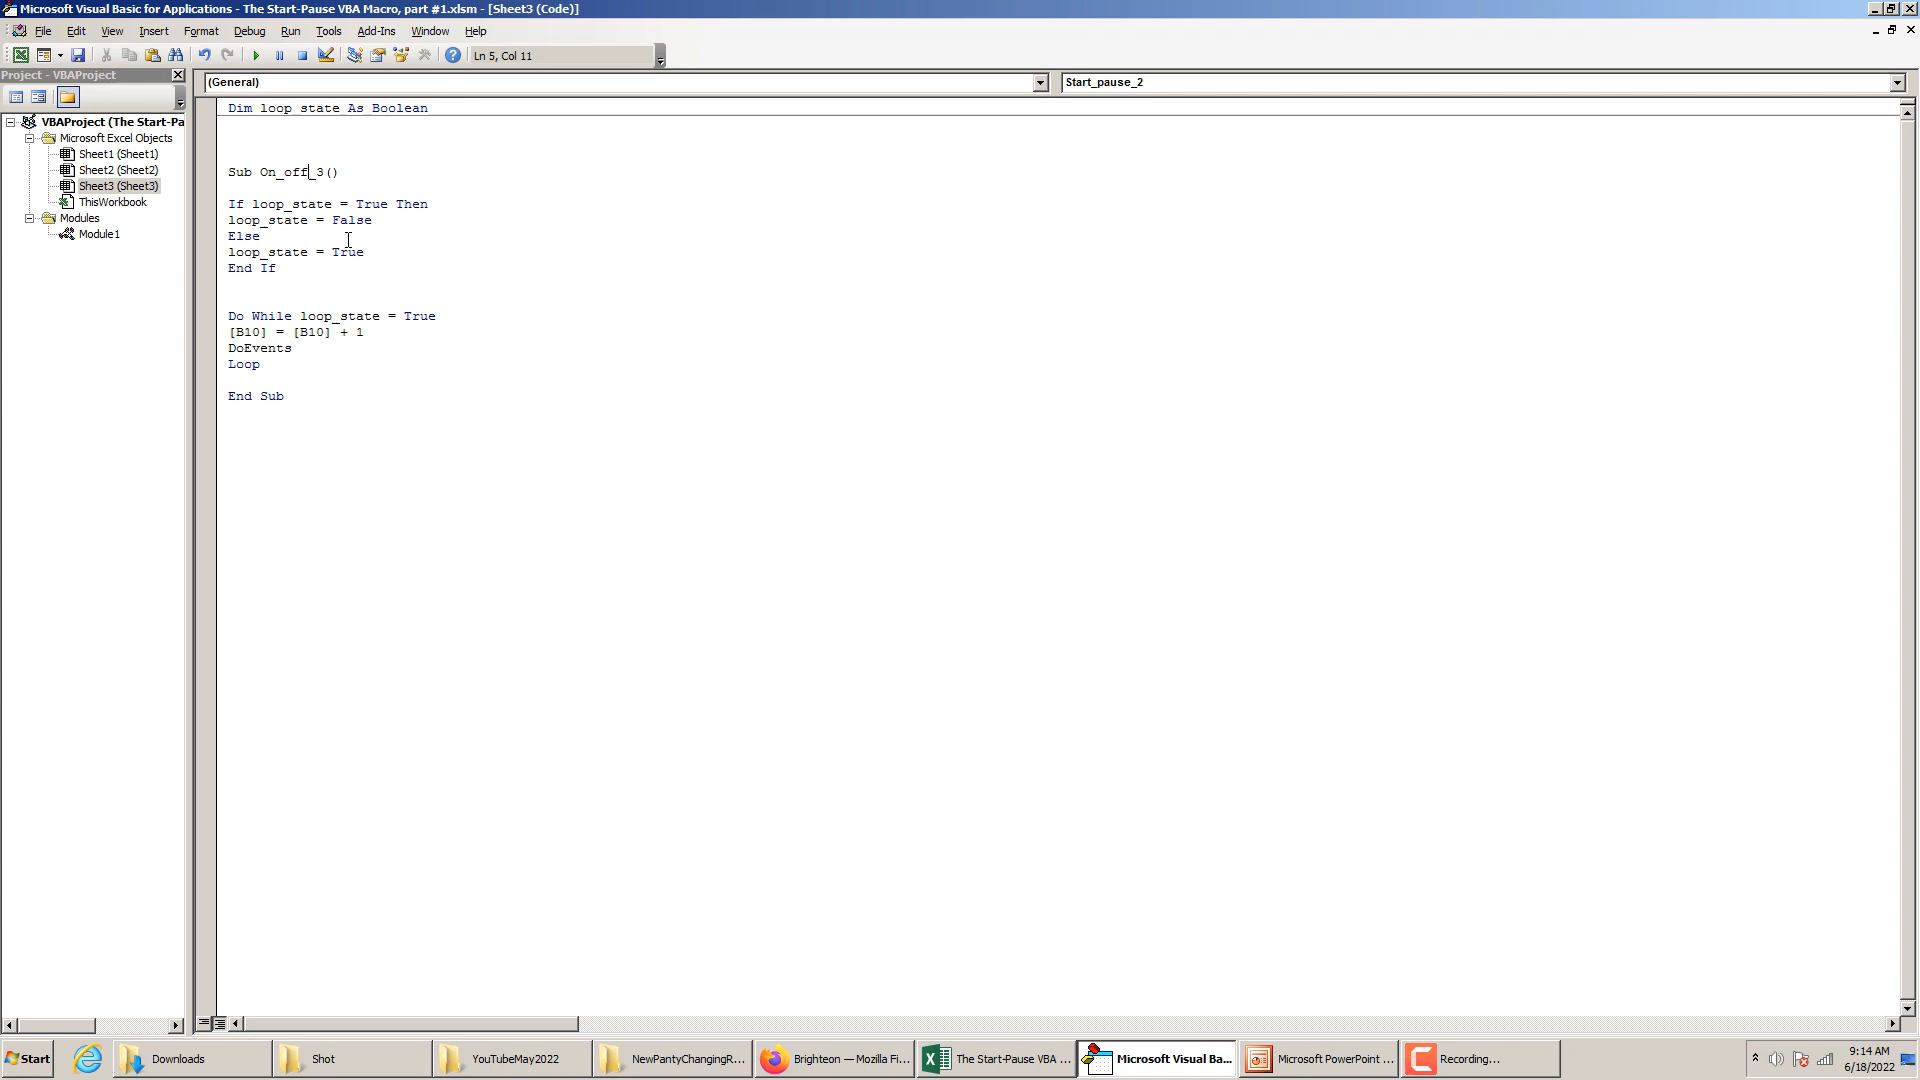 Microsoft Visual Basic for Applications - The Start-Pause VBA Macro, part #1.xlsm - [Sheet3 (Code)]
File Edit View Insert Format Debug Run Tools Add-Ins Window Help
Ln 5, Col 11
Project - VBAProject
(General)
Start_pause_2
VBAProject (The Start-Pa
Microsoft Excel Objects
Sheet1 (Sheet1)
Sheet2 (Sheet2)
Sheet3 (Sheet3)
ThisWorkbook
Modules
Module1
Dim loop_state As Boolean
Sub On_off_3()
If loop_state = True Then
loop_state = False
Else
loop_state = True
End If
Do While loop_state = True
[B10] = [B10] + 1
DoEvents
Loop
End Sub
Start
Downloads
Shot
YouTubeMay2022
NewPantyChangingR...
Brighteon — Mozilla Fi...
The Start-Pause VBA ...
Microsoft Visual Ba...
Microsoft PowerPoint ...
Recording...
9:14 AM
6/18/2022